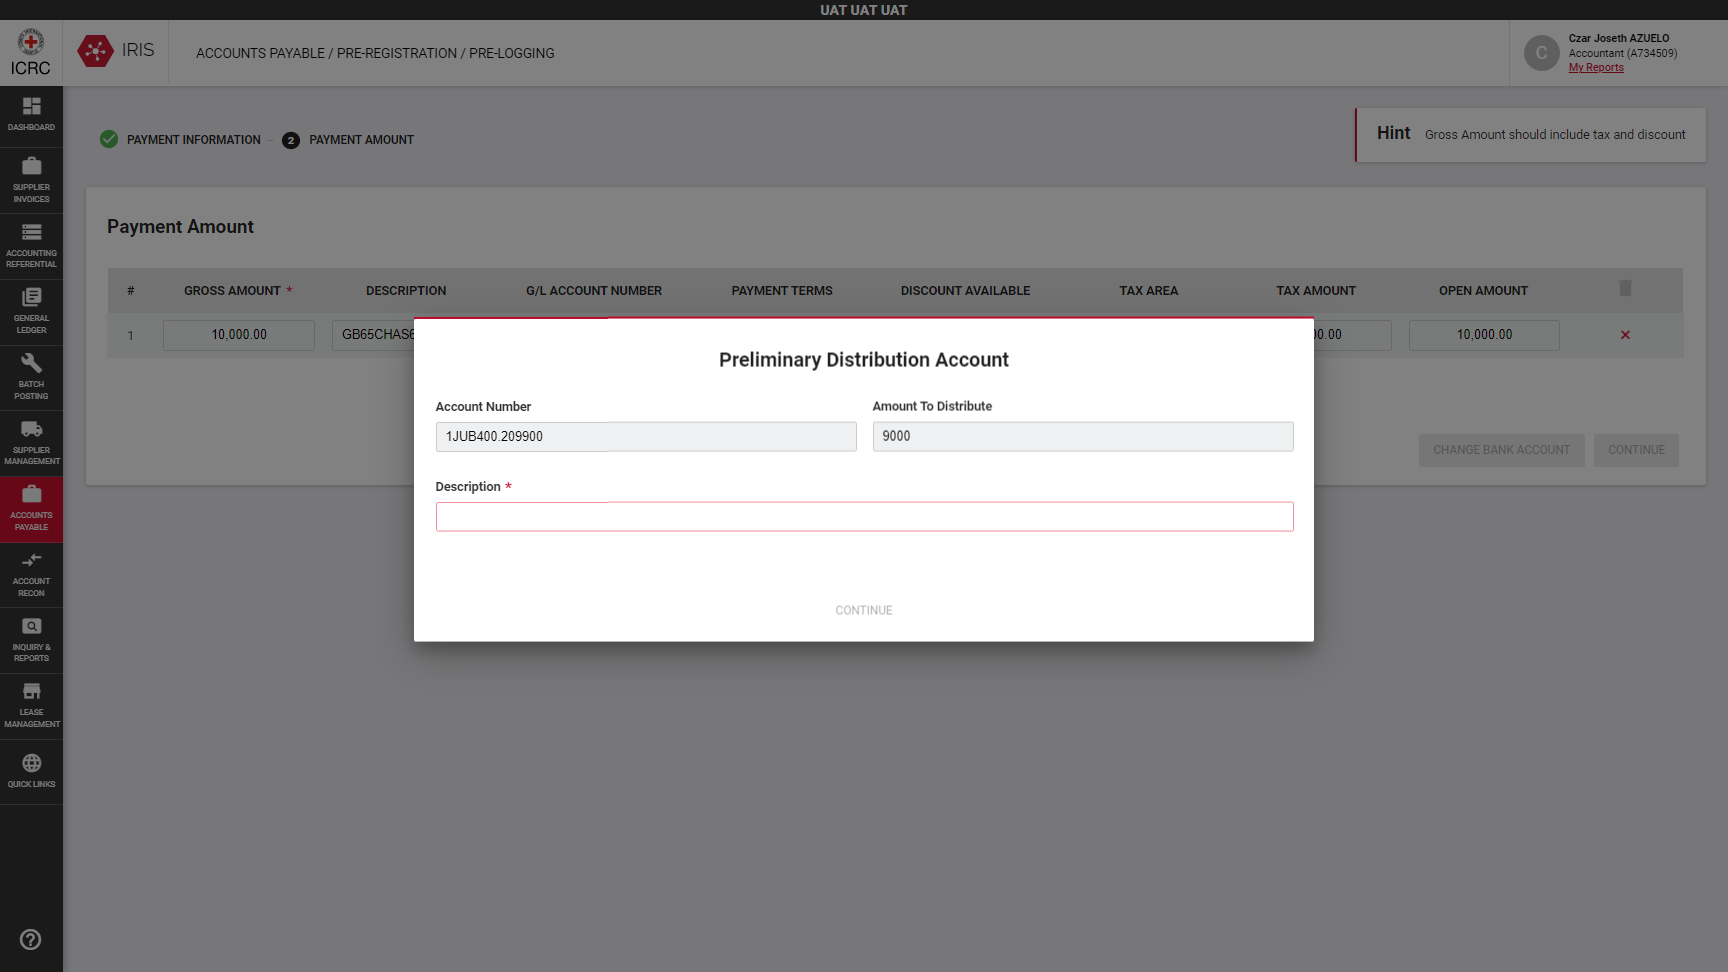 UAT UAT UAT
ICRC
IRIS
ACCOUNTS PAYABLE / PRE-REGISTRATION / PRE-LOGGING
C
Czar Joseth AZUELO
Accountant (A734509)
My Reports
DASHBOARD
SUPPLIER
INVOICES
ACCOUNTING
REFERENTIAL
GENERAL
LEDGER
BATCH
POSTING
SUPPLIER
MANAGEMENT
ACCOUNTS
PAYABLE
ACCOUNT
RECON
INQUIRY &
REPORTS
LEASE
MANAGEMENT
QUICK LINKS
PAYMENT INFORMATION - 2 PAYMENT AMOUNT
Hint Gross Amount should include tax and discount
Payment Amount
# GROSS AMOUNT * DESCRIPTION G/L ACCOUNT NUMBER PAYMENT TERMS DISCOUNT AVAILABLE TAX AREA TAX AMOUNT OPEN AMOUNT
1 10,000.00 GB65CHAS 10,000.00
CHANGE BANK ACCOUNT CONTINUE
Preliminary Distribution Account
Account Number Amount To Distribute
1JUB400.209900 9000
Description *
CONTINUE